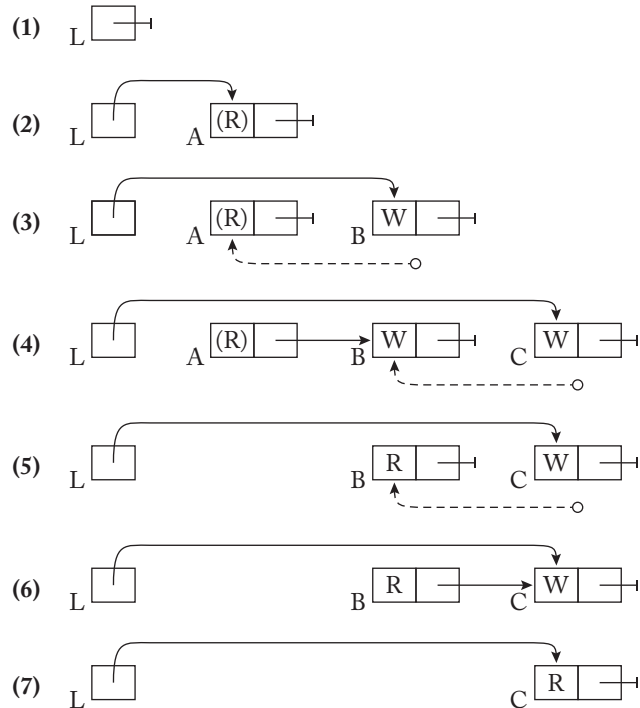 (1) L
(2) L A (R)
(3) L A (R) B W
(4) L A (R) B W C W
(5) L B R C W
(6) L B R C W
(7) L C R